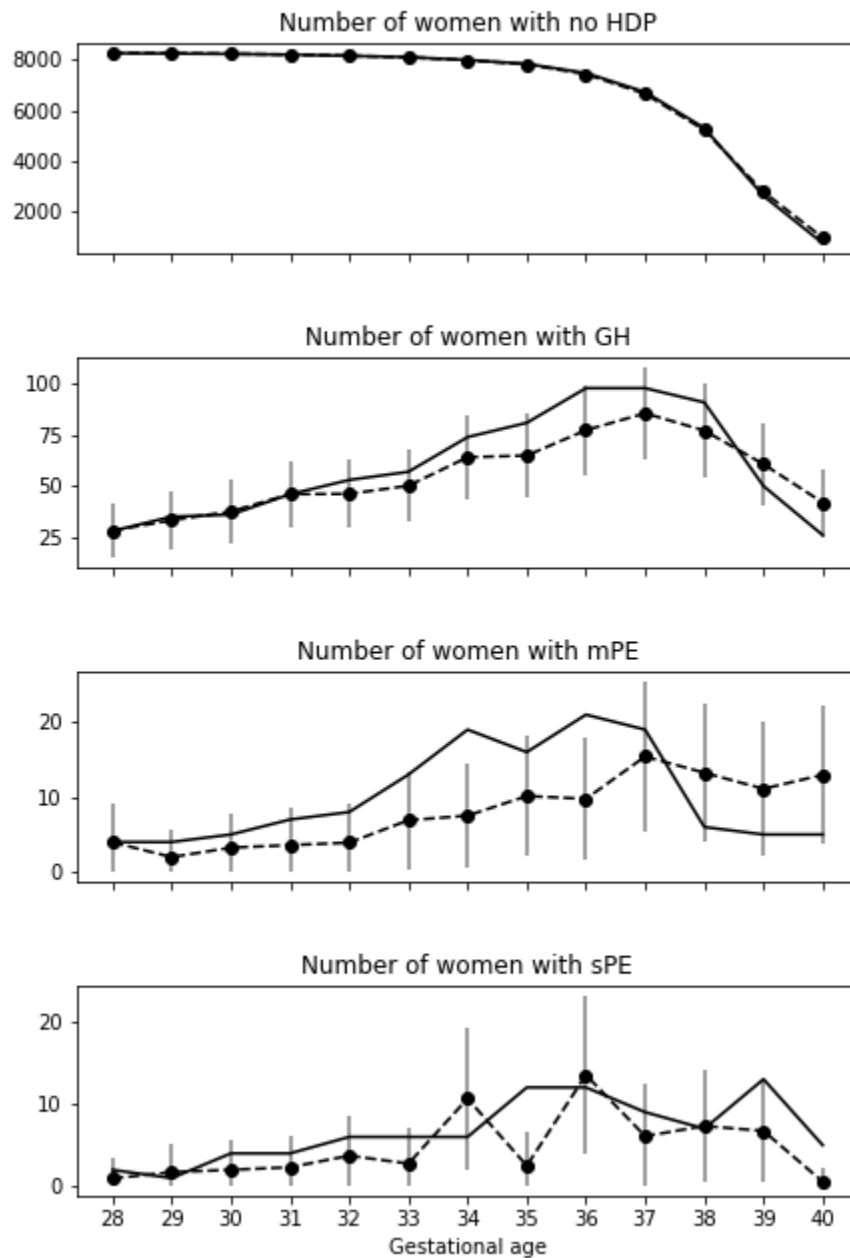 Number of women with no HDP
8000
6000
4000
2000
Number of women with GH
100
75
50
25
Number of women with mPE
20
10
0
Number of women with sPE
20
10
0
28 29 30 31 32 33 34 35 36 37 38 39 40
Gestational age